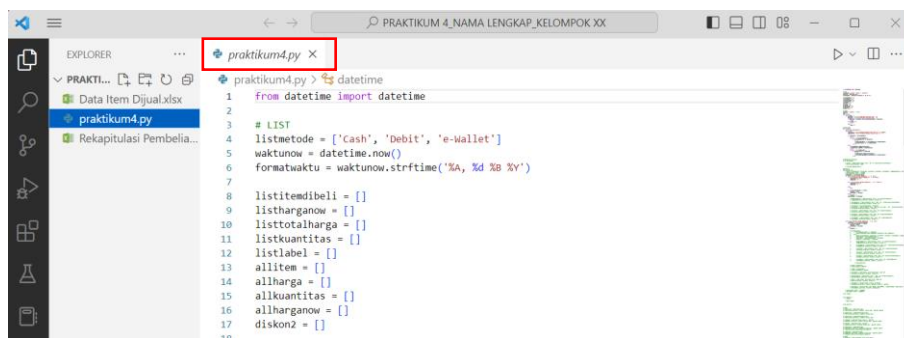 PRAKTIKUM 4_NAMA LENGKAP_KELOMPOK XX
EXPLORER
PRAKTI...
Data Item Dijual.xlsx
praktikum4.py
Rekapitulasi Pembelia...
praktikum4.py
praktikum4.py > datetime
1 from datetime import datetime
2
3 # LIST
4 listmetode = ['Cash', 'Debit', 'e-Wallet']
5 waktunow = datetime.now()
6 formatwaktu = waktunow.strftime('%A, %d %B %Y')
7
8 listitemdibeli = []
9 listharganow = []
10 listtotalharga = []
11 listkuantitas = []
12 listlabel = []
13 allitem = []
14 allharga = []
15 allkuantitas = []
16 allharganow = []
17 diskon2 = []